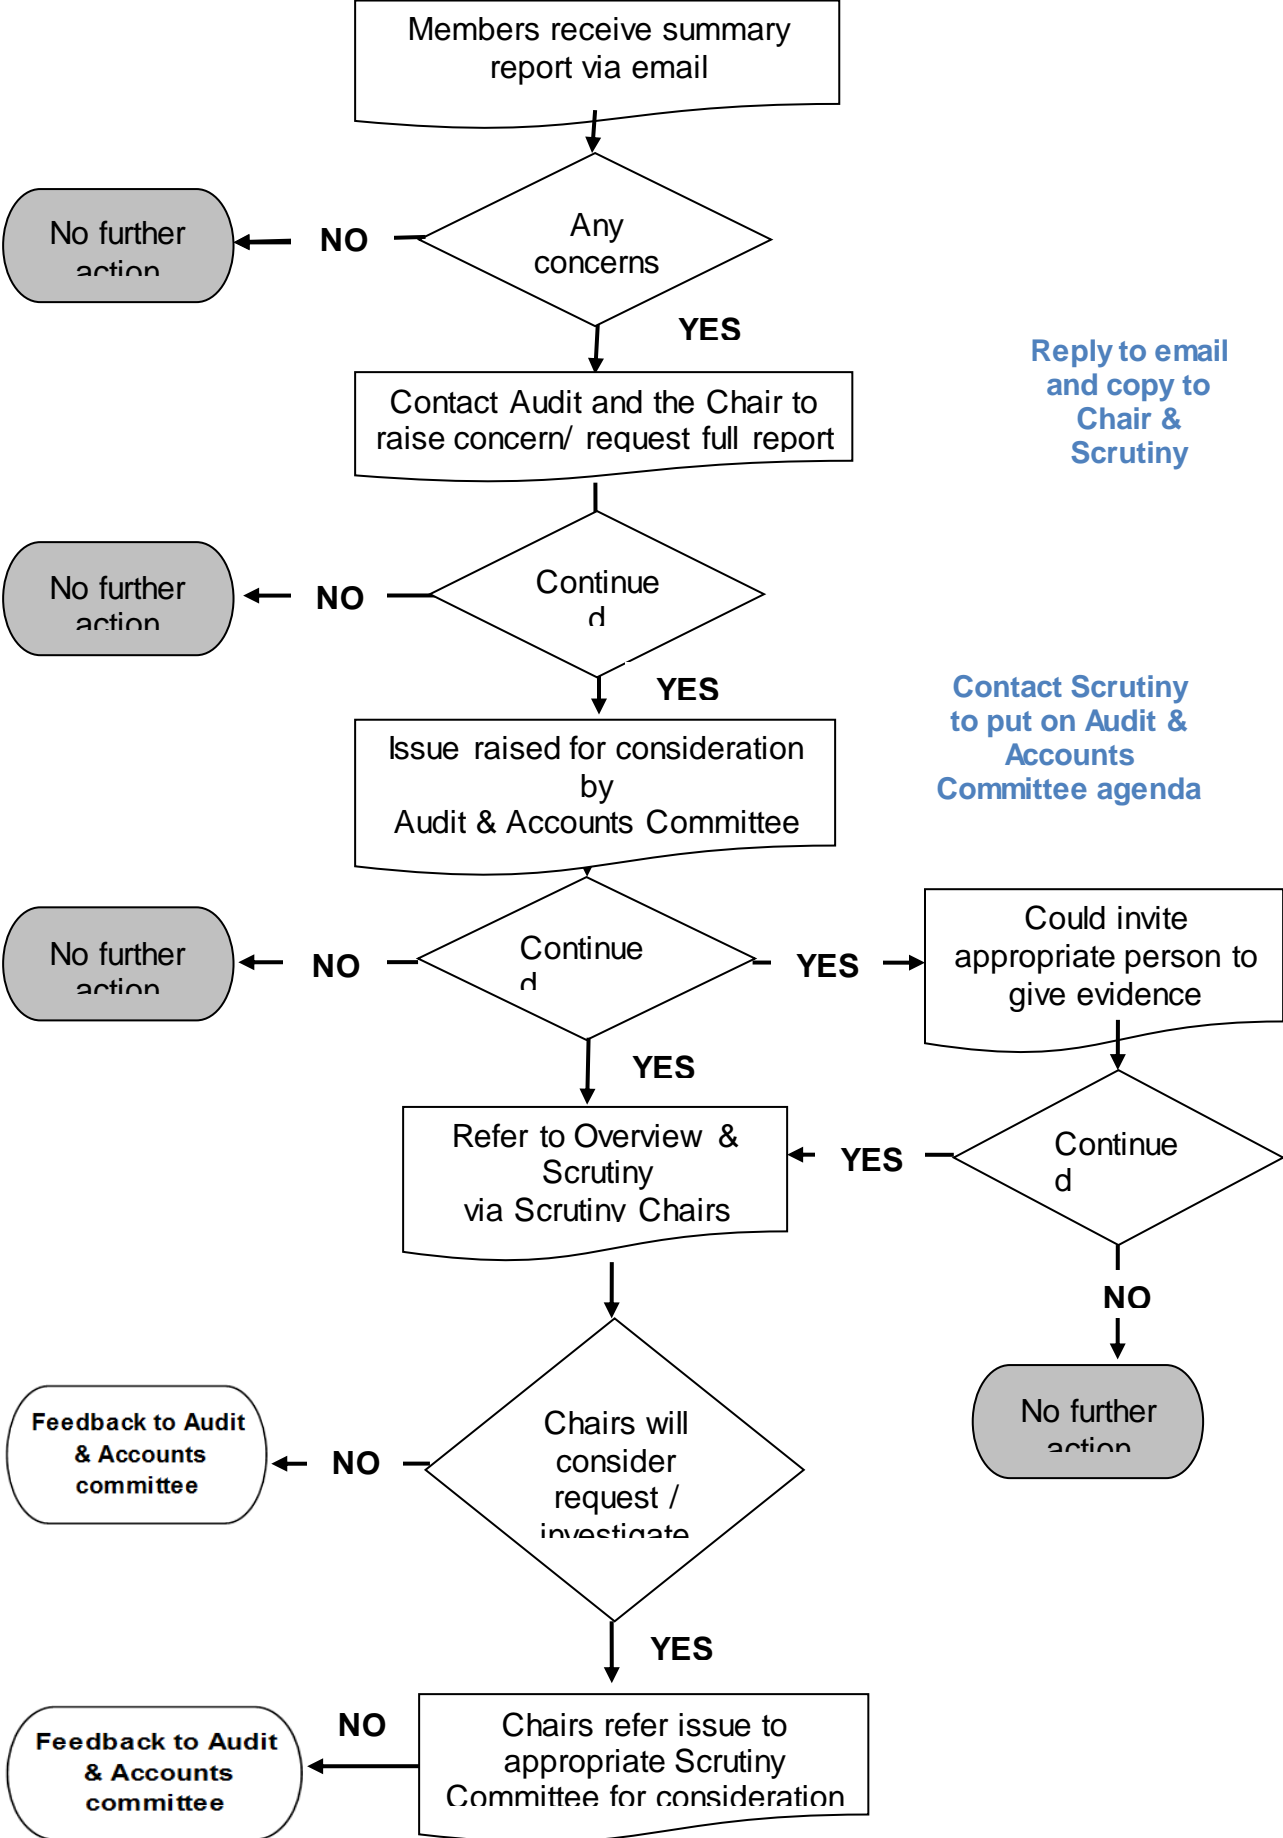 Members receive summary
report via email
Any
concerns
NO
No further
action
YES
Reply to email
and copy to
Chair &
Scrutiny
Contact Audit and the Chair to
raise concern/ request full report
Continue
d
NO
No further
action
YES
Contact Scrutiny
to put on Audit &
Accounts
Committee agenda
Issue raised for consideration
by
Audit & Accounts Committee
Continue
d
NO
No further
action
YES
Could invite
appropriate person to
give evidence
YES
Refer to Overview &
Scrutiny
via Scrutiny Chairs
YES
Continue
d
NO
No further
action
Chairs will
consider
request /
investigate
NO
Feedback to Audit
& Accounts
committee
YES
Chairs refer issue to
appropriate Scrutiny
Committee for consideration
NO
Feedback to Audit
& Accounts
committee